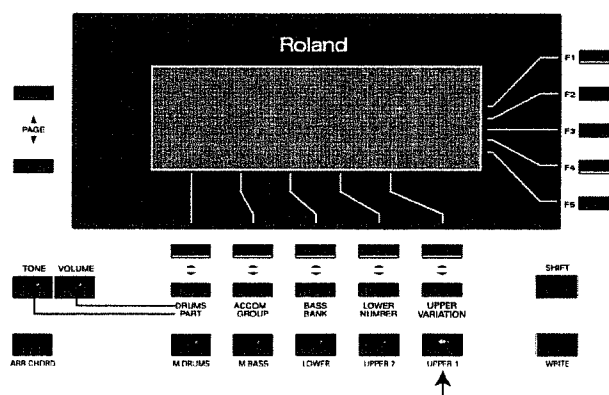 Roland
F1
F2
PAGE
F3
F4
F5
TONE VOLUME
SHIFT
DRUMS ACCOM BASS LOWER UPPER
PART GROUP BANK NUMBER VARIATION
ARR CHORD M.DRUMS M.BASS LOWER UPPER 2 UPPER 1 WRITE